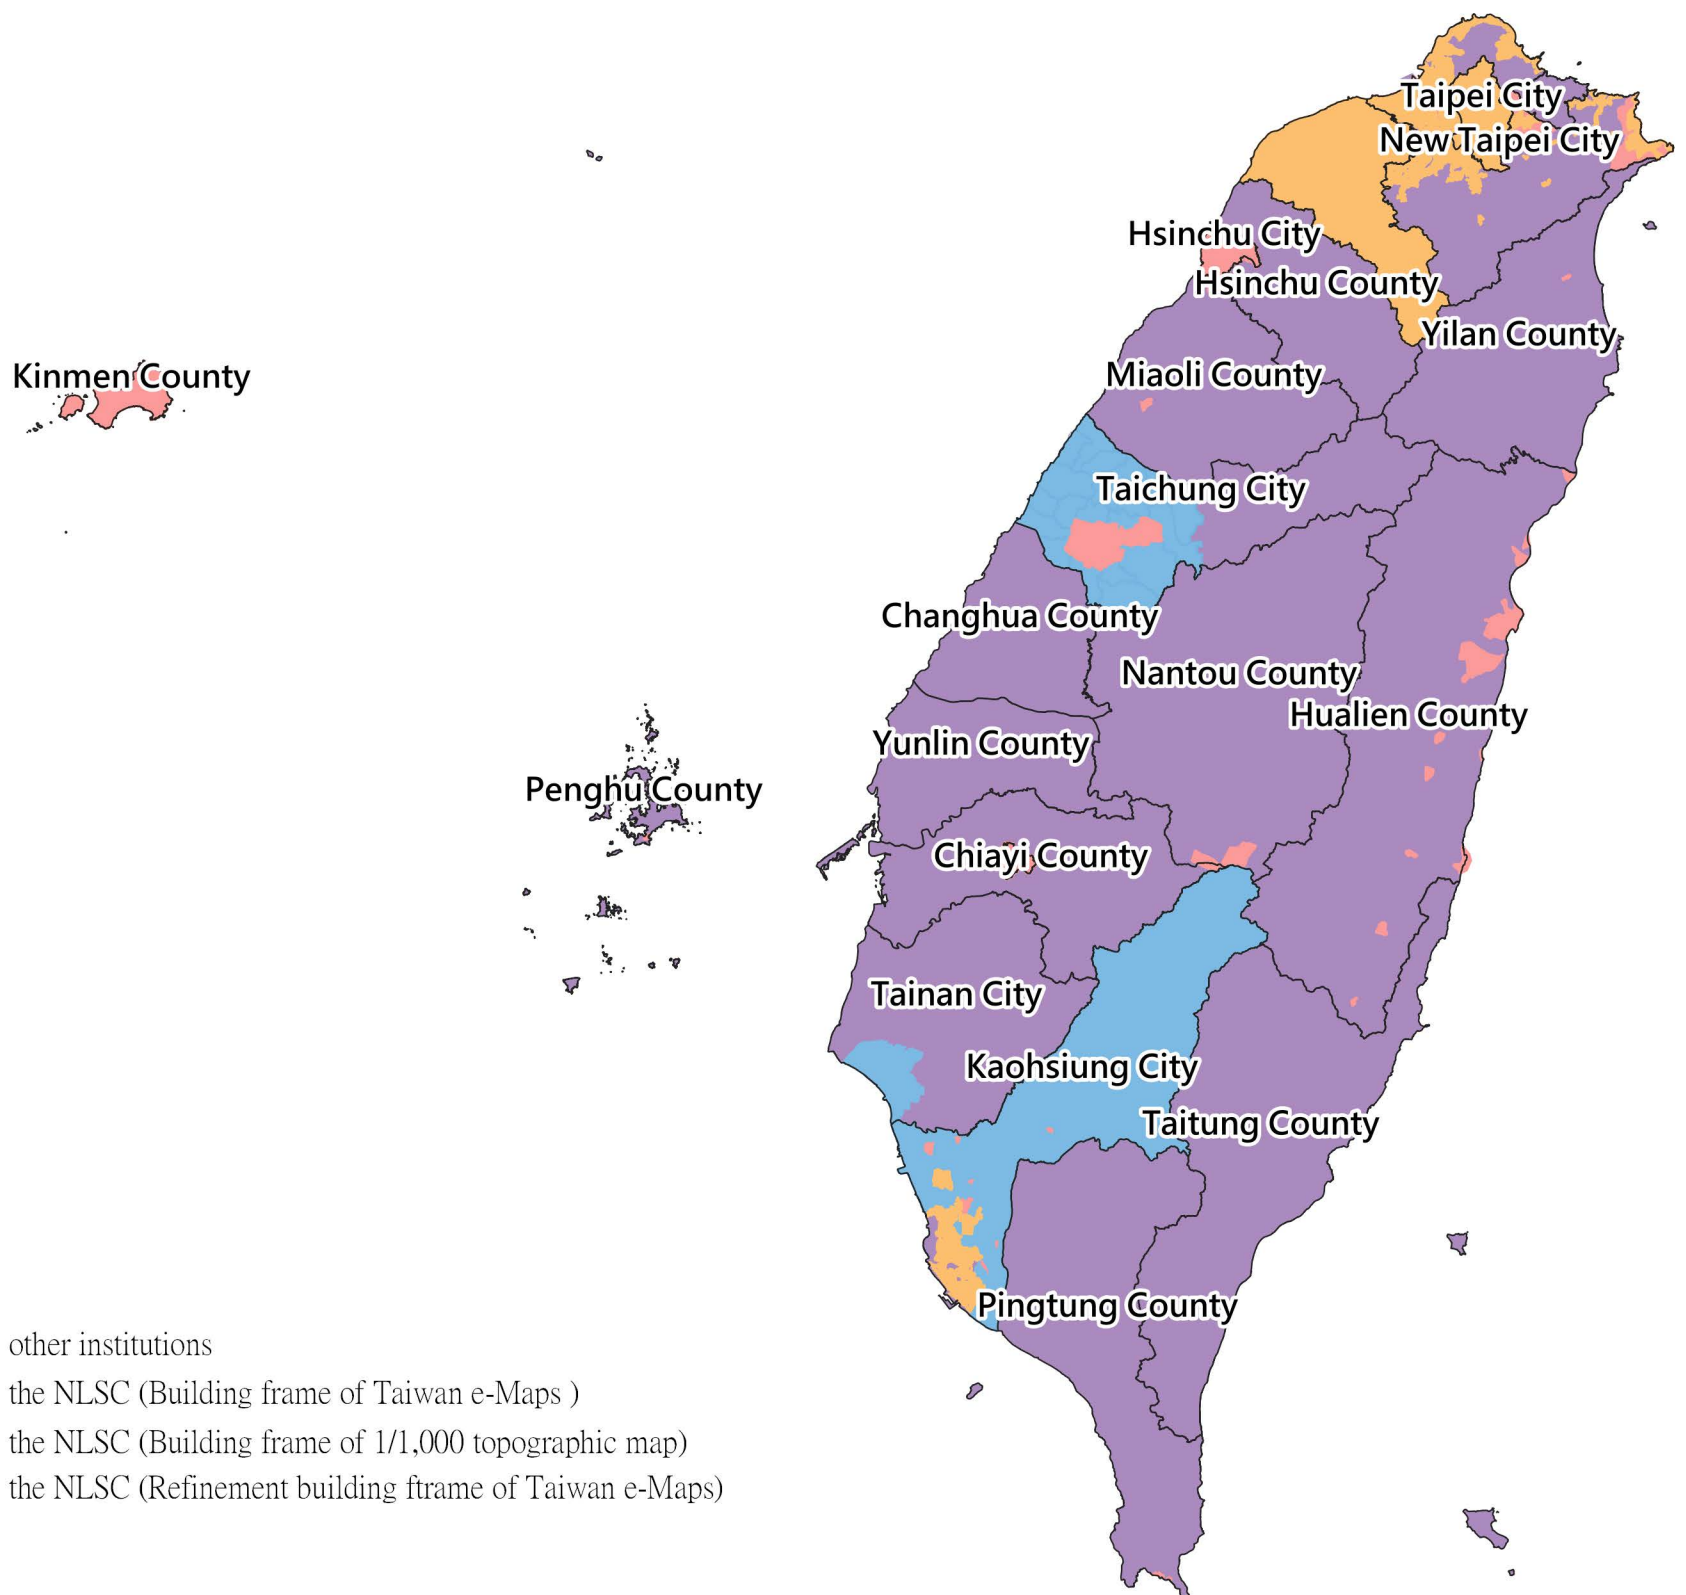 Taipei City
New Taipei City
Hsinchu City
Hsinchu County
Yilan County
Kinmen County
Miaoli County
Taichung City
Changhua County
Nantou County
Hualien County
Yunlin County
Penghu County
Chiayi County
Tainan City
Kaohsiung City
Taitung County
Pingtung County
other institutions
the NLSC (Building frame of Taiwan e-Maps )
the NLSC (Building frame of 1/1,000 topographic map)
the NLSC (Refinement building ftrame of Taiwan e-Maps)